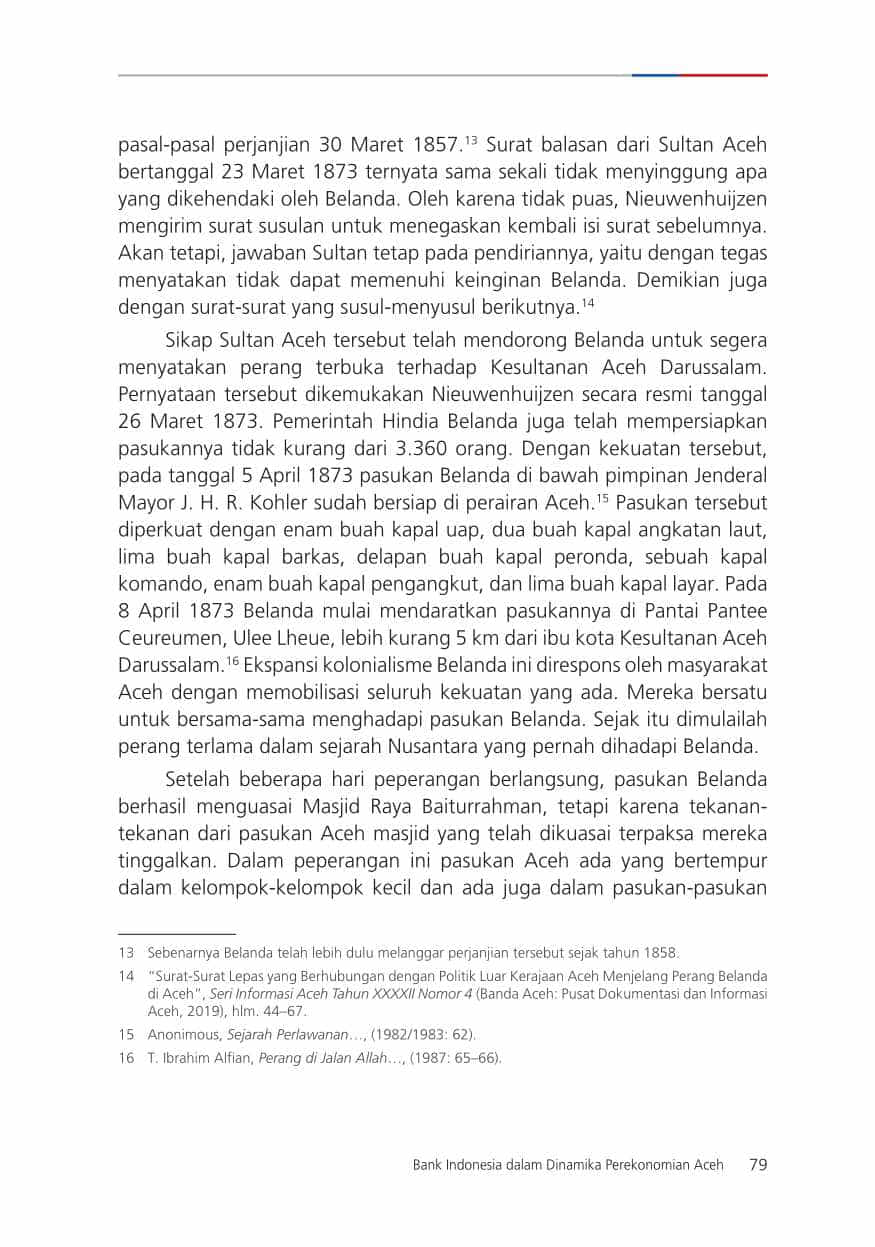 pasal-pasal perjanjian 30 Maret 1857.13 Surat balasan dari Sultan Aceh
bertanggal 23 Maret 1873 ternyata sama sekali tidak menyinggung apa
yang dikehendaki oleh Belanda. Oleh karena tidak puas, Nieuwenhuijzen
mengirim surat susulan untuk menegaskan kembali isi surat sebelumnya.
Akan tetapi, jawaban Sultan tetap pada pendiriannya, yaitu dengan tegas
menyatakan tidak dapat memenuhi keinginan Belanda. Demikian juga
dengan surat-surat yang susul-menyusul berikutnya.14
Sikap Sultan Aceh tersebut telah mendorong Belanda untuk segera
menyatakan perang terbuka terhadap Kesultanan Aceh Darussalam.
Pernyataan tersebut dikemukakan Nieuwenhuijzen secara resmi tanggal
26 Maret 1873. Pemerintah Hindia Belanda juga telah mempersiapkan
pasukannya tidak kurang dari 3.360 orang. Dengan kekuatan tersebut,
pada tanggal 5 April 1873 pasukan Belanda di bawah pimpinan Jenderal
Mayor J. H. R. Kohler sudah bersiap di perairan Aceh.15 Pasukan tersebut
diperkuat dengan enam buah kapal uap, dua buah kapal angkatan laut,
lima buah kapal barkas, delapan buah kapal peronda, sebuah kapal
komando, enam buah kapal pengangkut, dan lima buah kapal layar. Pada
8 April 1873 Belanda mulai mendaratkan pasukannya di Pantai Pantee
Ceureumen, Ulee Lheue, lebih kurang 5 km dari ibu kota Kesultanan Aceh
Darussalam.16 Ekspansi kolonialisme Belanda ini direspons oleh masyarakat
Aceh dengan memobilisasi seluruh kekuatan yang ada. Mereka bersatu
untuk bersama-sama menghadapi pasukan Belanda. Sejak itu dimulailah
perang terlama dalam sejarah Nusantara yang pernah dihadapi Belanda.
Setelah beberapa hari peperangan berlangsung, pasukan Belanda
berhasil menguasai Masjid Raya Baiturrahman, tetapi karena tekanan-
tekanan dari pasukan Aceh masjid yang telah dikuasai terpaksa mereka
tinggalkan. Dalam peperangan ini pasukan Aceh ada yang bertempur
dalam kelompok-kelompok kecil dan ada juga dalam pasukan-pasukan
13 Sebenarnya Belanda telah lebih dulu melanggar perjanjian tersebut sejak tahun 1858.
14 "Surat-Surat Lepas yang Berhubungan dengan Politik Luar Kerajaan Aceh Menjelang Perang Belanda
di Aceh", Seri Informasi Aceh Tahun XXXXII Nomor 4 (Banda Aceh: Pusat Dokumentasi dan Informasi
Aceh, 2019), hlm. 44–67.
15 Anonimous, Sejarah Perlawanan…, (1982/1983: 62).
16 T. Ibrahim Alfian, Perang di Jalan Allah…, (1987: 65–66).
Bank Indonesia dalam Dinamika Perekonomian Aceh 79